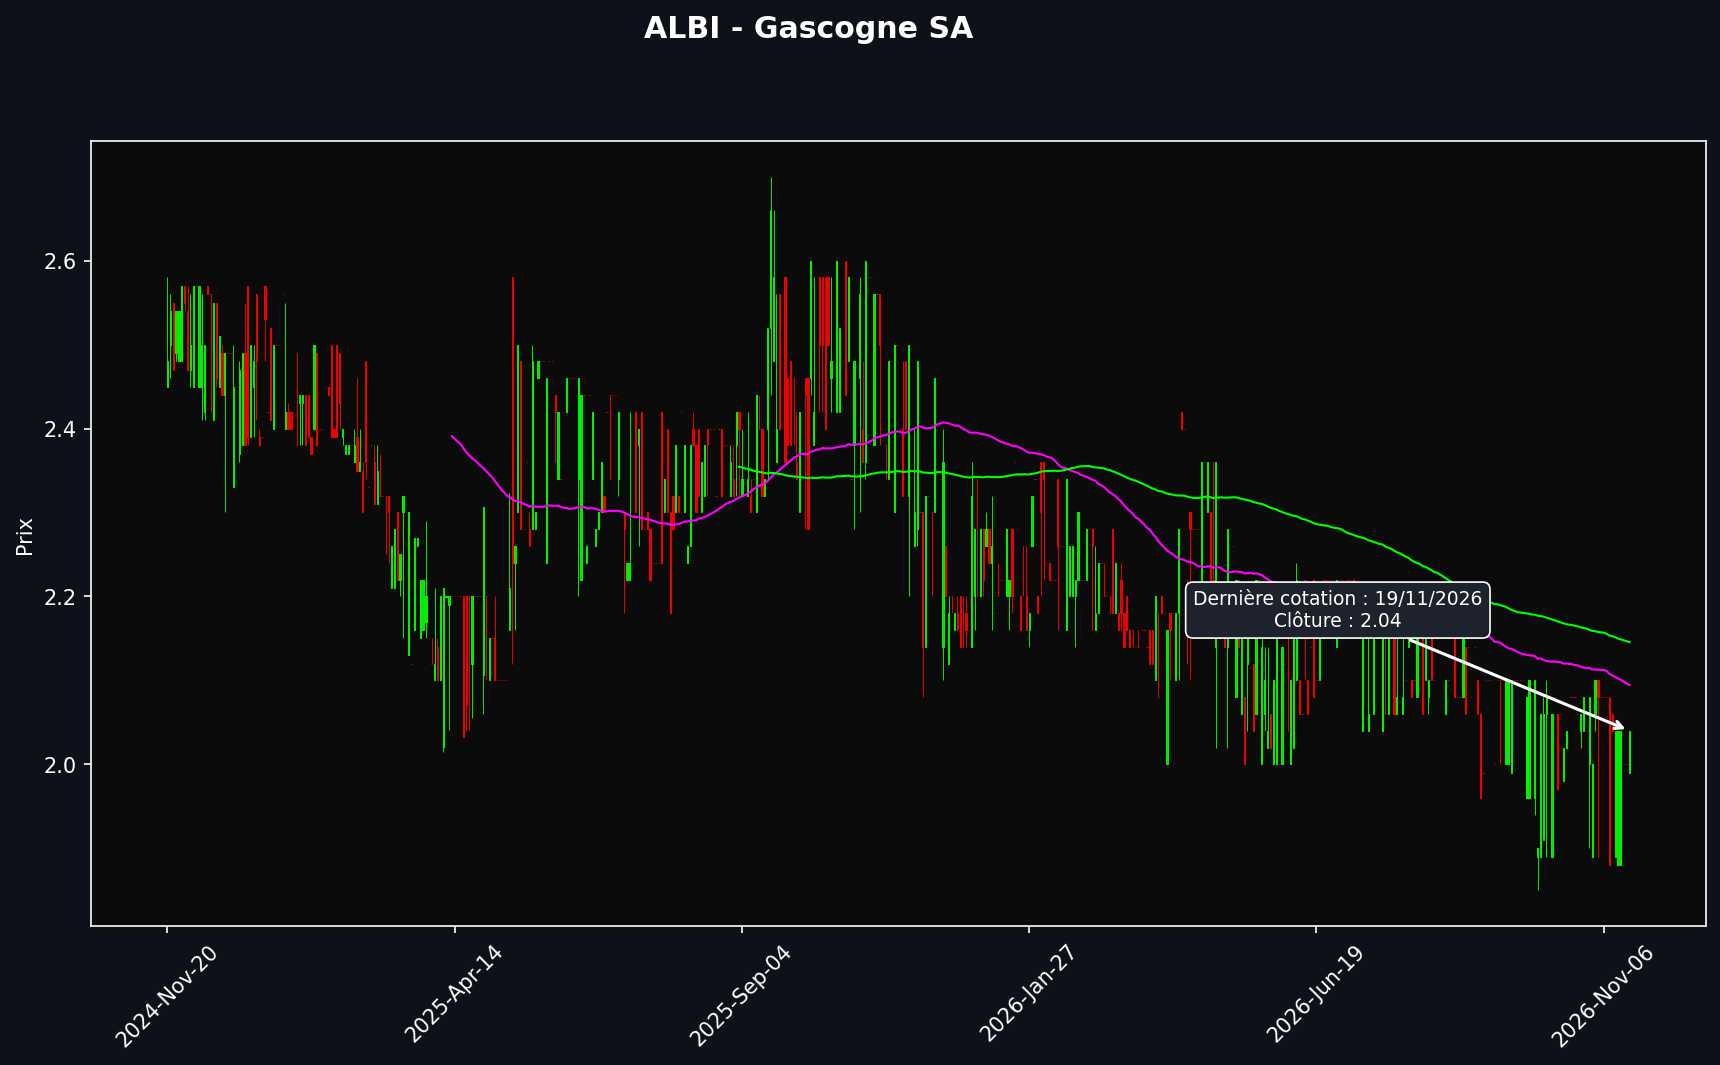 ALBI - Gascogne SA
Prix
2.6
2.4
2.2
2.0
Dernière cotation : 19/11/2026
Clôture : 2.04
2024-Nov-20
2025-Apr-14
2025-Sep-04
2026-Jan-27
2026-Jun-19
2026-Nov-06